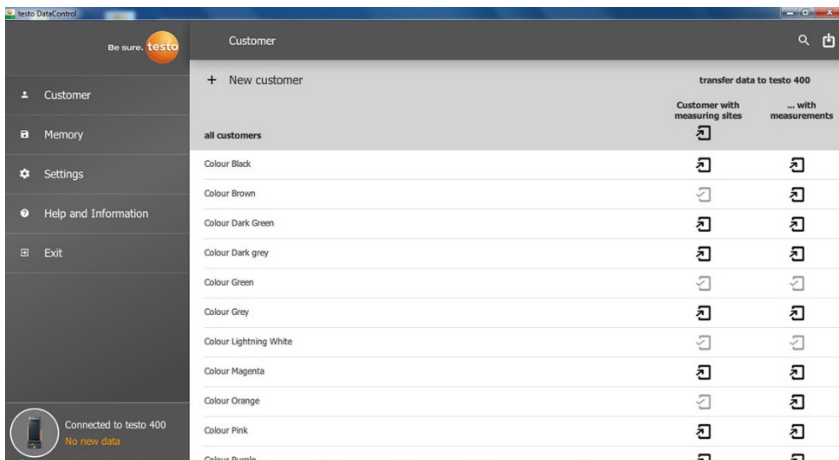 testo DataControl
Be sure. testo
Customer
Memory
Settings
Help and Information
Exit
Connected to testo 400
No new data
Customer
+ New customer
transfer data to testo 400
Customer with
measuring sites
... with
measurements
all customers
Colour Black
Colour Brown
Colour Dark Green
Colour Dark grey
Colour Green
Colour Grey
Colour Lightning White
Colour Magenta
Colour Orange
Colour Pink
Colour Purple